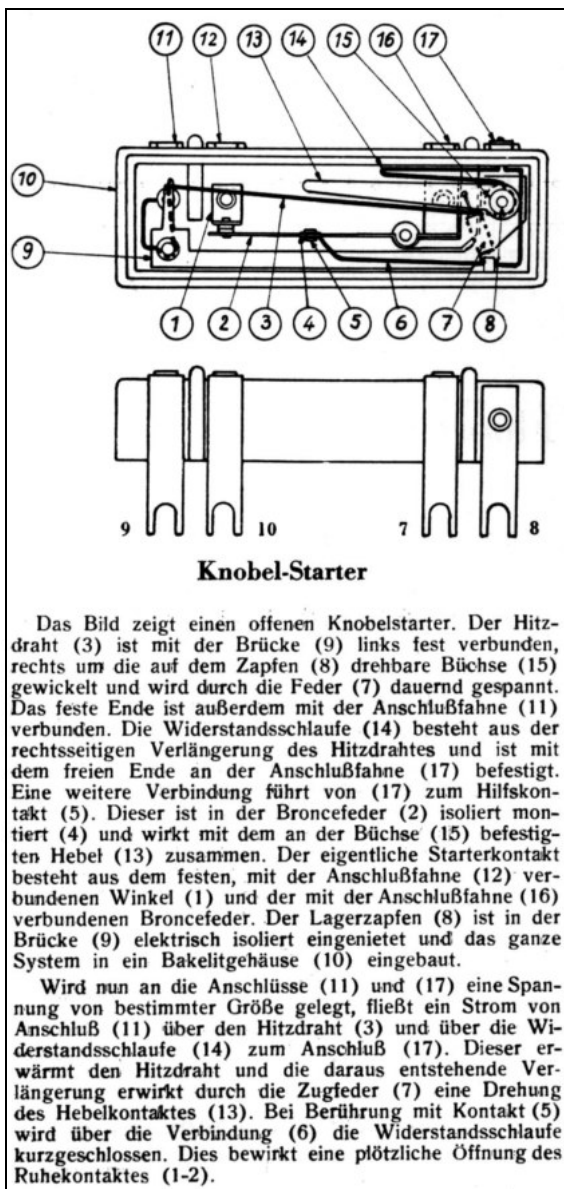 11 12 13 14 15 16 17
10
9
1 2 3 4 5 6 7 8
9 10 7 8
Knobel-Starter
Das Bild zeigt einen offenen Knobelstarter. Der Hitz-
draht (3) ist mit der Brücke (9) links fest verbunden,
rechts um die auf dem Zapfen (8) drehbare Büchse (15)
gewickelt und wird durch die Feder (7) dauernd gespannt.
Das feste Ende ist außerdem mit der Anschlußfahne (11)
verbunden. Die Widerstandsschlaufe (14) besteht aus der
rechtsseitigen Verlängerung des Hitzdrahtes und ist mit
dem freien Ende an der Anschlußfahne (17) befestigt.
Eine weitere Verbindung führt von (17) zum Hilfskon-
takt (5). Dieser ist in der Broncefeder (2) isoliert mon-
tiert (4) und wirkt mit dem an der Büchse (15) befestig-
ten Hebel (13) zusammen. Der eigentliche Starterkontakt
besteht aus dem festen, mit der Anschlußfahne (12) ver-
bundenen Winkel (1) und der mit der Anschlußfahne (16)
verbundenen Broncefeder. Der Lagerzapfen (8) ist in der
Brücke (9) elektrisch isoliert eingenietet und das ganze
System in ein Bakelitgehäuse (10) eingebaut.
Wird nun an die Anschlüsse (11) und (17) eine Span-
nung von bestimmter Größe gelegt, fließt ein Strom von
Anschluß (11) über den Hitzdraht (3) und über die Wi-
derstandsschlaufe (14) zum Anschluß (17). Dieser er-
wärmt den Hitzdraht und die daraus entstehende Ver-
längerung erwirkt durch die Zugfeder (7) eine Drehung
des Hebelkontaktes (13). Bei Berührung mit Kontakt (5)
wird über die Verbindung (6) die Widerstandsschlaufe
kurzgeschlossen. Dies bewirkt eine plötzliche Öffnung des
Ruhekontaktes (1-2).